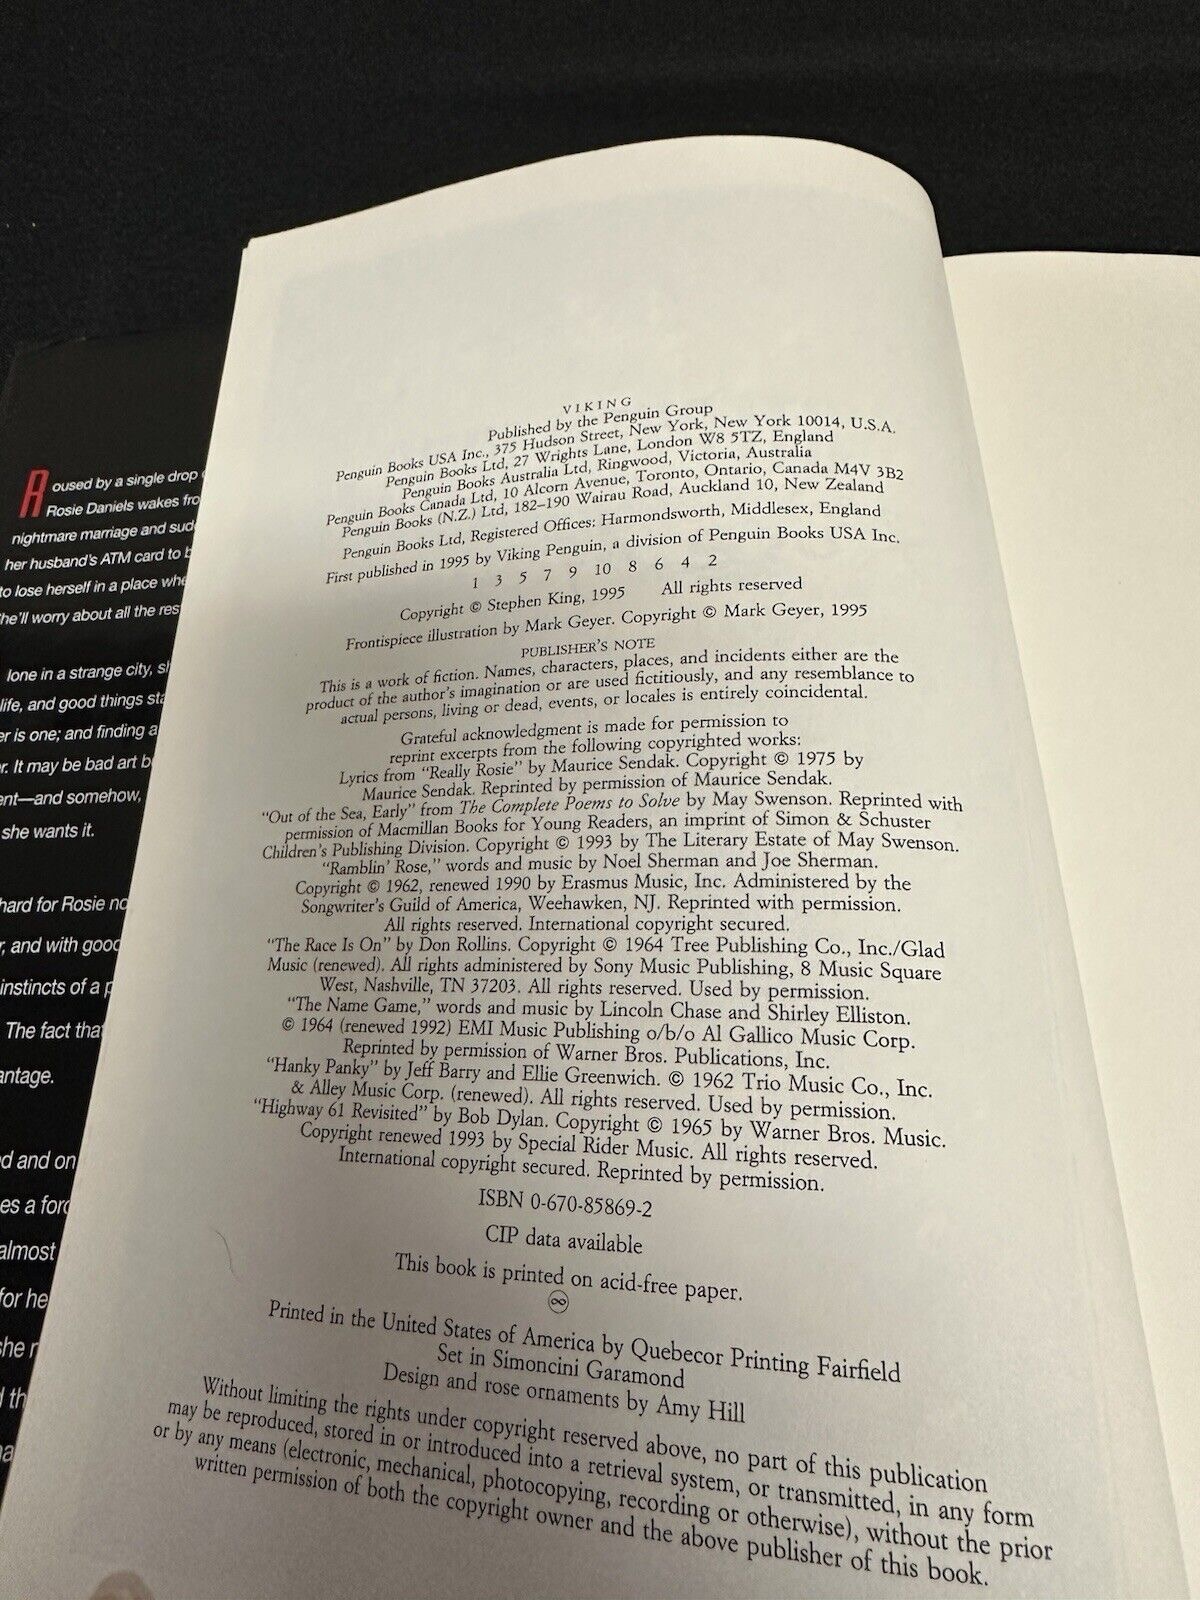 Roused by a single drop
Rosie Daniels wakes
nightmare marriage and
her husband's ATM card to
to lose herself in a place
he'll worry about all the
lone in a strange city,
life, and good things
er is one; and finding a
r. It may be bad art
ent—and somehow,
she wants it.
hard for Rosie
r, and with
instincts of a
The fact that
antage.
d and on
es a
almost
for
VIKING
Published by the Penguin Group
Penguin Books USA Inc., 375 Hudson Street, New York, New York 10014, U.S.A.
Penguin Books Ltd, 27 Wrights Lane, London W8 5TZ, England
Penguin Books Australia Ltd, Ringwood, Victoria, Australia
Penguin Books Canada Ltd, 10 Alcorn Avenue, Toronto, Ontario, Canada M4V 3B2
Penguin Books (N.Z.) Ltd, 182–190 Wairau Road, Auckland 10, New Zealand
Penguin Books Ltd, Registered Offices: Harmondsworth, Middlesex, England
First published in 1995 by Viking Penguin, a division of Penguin Books USA Inc.
1 3 5 7 9 10 8 6 4 2
Copyright © Stephen King, 1995 All rights reserved
Frontispiece illustration by Mark Geyer. Copyright © Mark Geyer, 1995
PUBLISHER'S NOTE
This is a work of fiction. Names, characters, places, and incidents either are the
product of the author's imagination or are used fictitiously, and any resemblance to
actual persons, living or dead, events, or locales is entirely coincidental.
Grateful acknowledgment is made for permission to
reprint excerpts from the following copyrighted works:
Lyrics from "Really Rosie" by Maurice Sendak. Copyright © 1975 by
Maurice Sendak. Reprinted by permission of Maurice Sendak.
"Out of the Sea, Early" from The Complete Poems to Solve by May Swenson. Reprinted with
permission of Macmillan Books for Young Readers, an imprint of Simon & Schuster
Children's Publishing Division. Copyright © 1993 by The Literary Estate of May Swenson.
"Ramblin' Rose," words and music by Noel Sherman and Joe Sherman.
Copyright © 1962, renewed 1990 by Erasmus Music, Inc. Administered by the
Songwriter's Guild of America, Weehawken, NJ. Reprinted with permission.
All rights reserved. International copyright secured.
"The Race Is On" by Don Rollins. Copyright © 1964 Tree Publishing Co., Inc./Glad
Music (renewed). All rights administered by Sony Music Publishing, 8 Music Square
West, Nashville, TN 37203. All rights reserved. Used by permission.
"The Name Game," words and music by Lincoln Chase and Shirley Elliston.
© 1964 (renewed 1992) EMI Music Publishing o/b/o Al Gallico Music Corp.
Reprinted by permission of Warner Bros. Publications, Inc.
"Hanky Panky" by Jeff Barry and Ellie Greenwich. © 1962 Trio Music Co., Inc.
& Alley Music Corp. (renewed). All rights reserved. Used by permission.
"Highway 61 Revisited" by Bob Dylan. Copyright © 1965 by Warner Bros. Music.
Copyright renewed 1993 by Special Rider Music. All rights reserved.
International copyright secured. Reprinted by permission.
ISBN 0-670-85869-2
CIP data available
This book is printed on acid-free paper.
∞
Printed in the United States of America by Quebecor Printing Fairfield
Set in Simoncini Garamond
Design and rose ornaments by Amy Hill
Without limiting the rights under copyright reserved above, no part of this publication
may be reproduced, stored in or introduced into a retrieval system, or transmitted, in any form
or by any means (electronic, mechanical, photocopying, recording or otherwise), without the prior
written permission of both the copyright owner and the above publisher of this book.